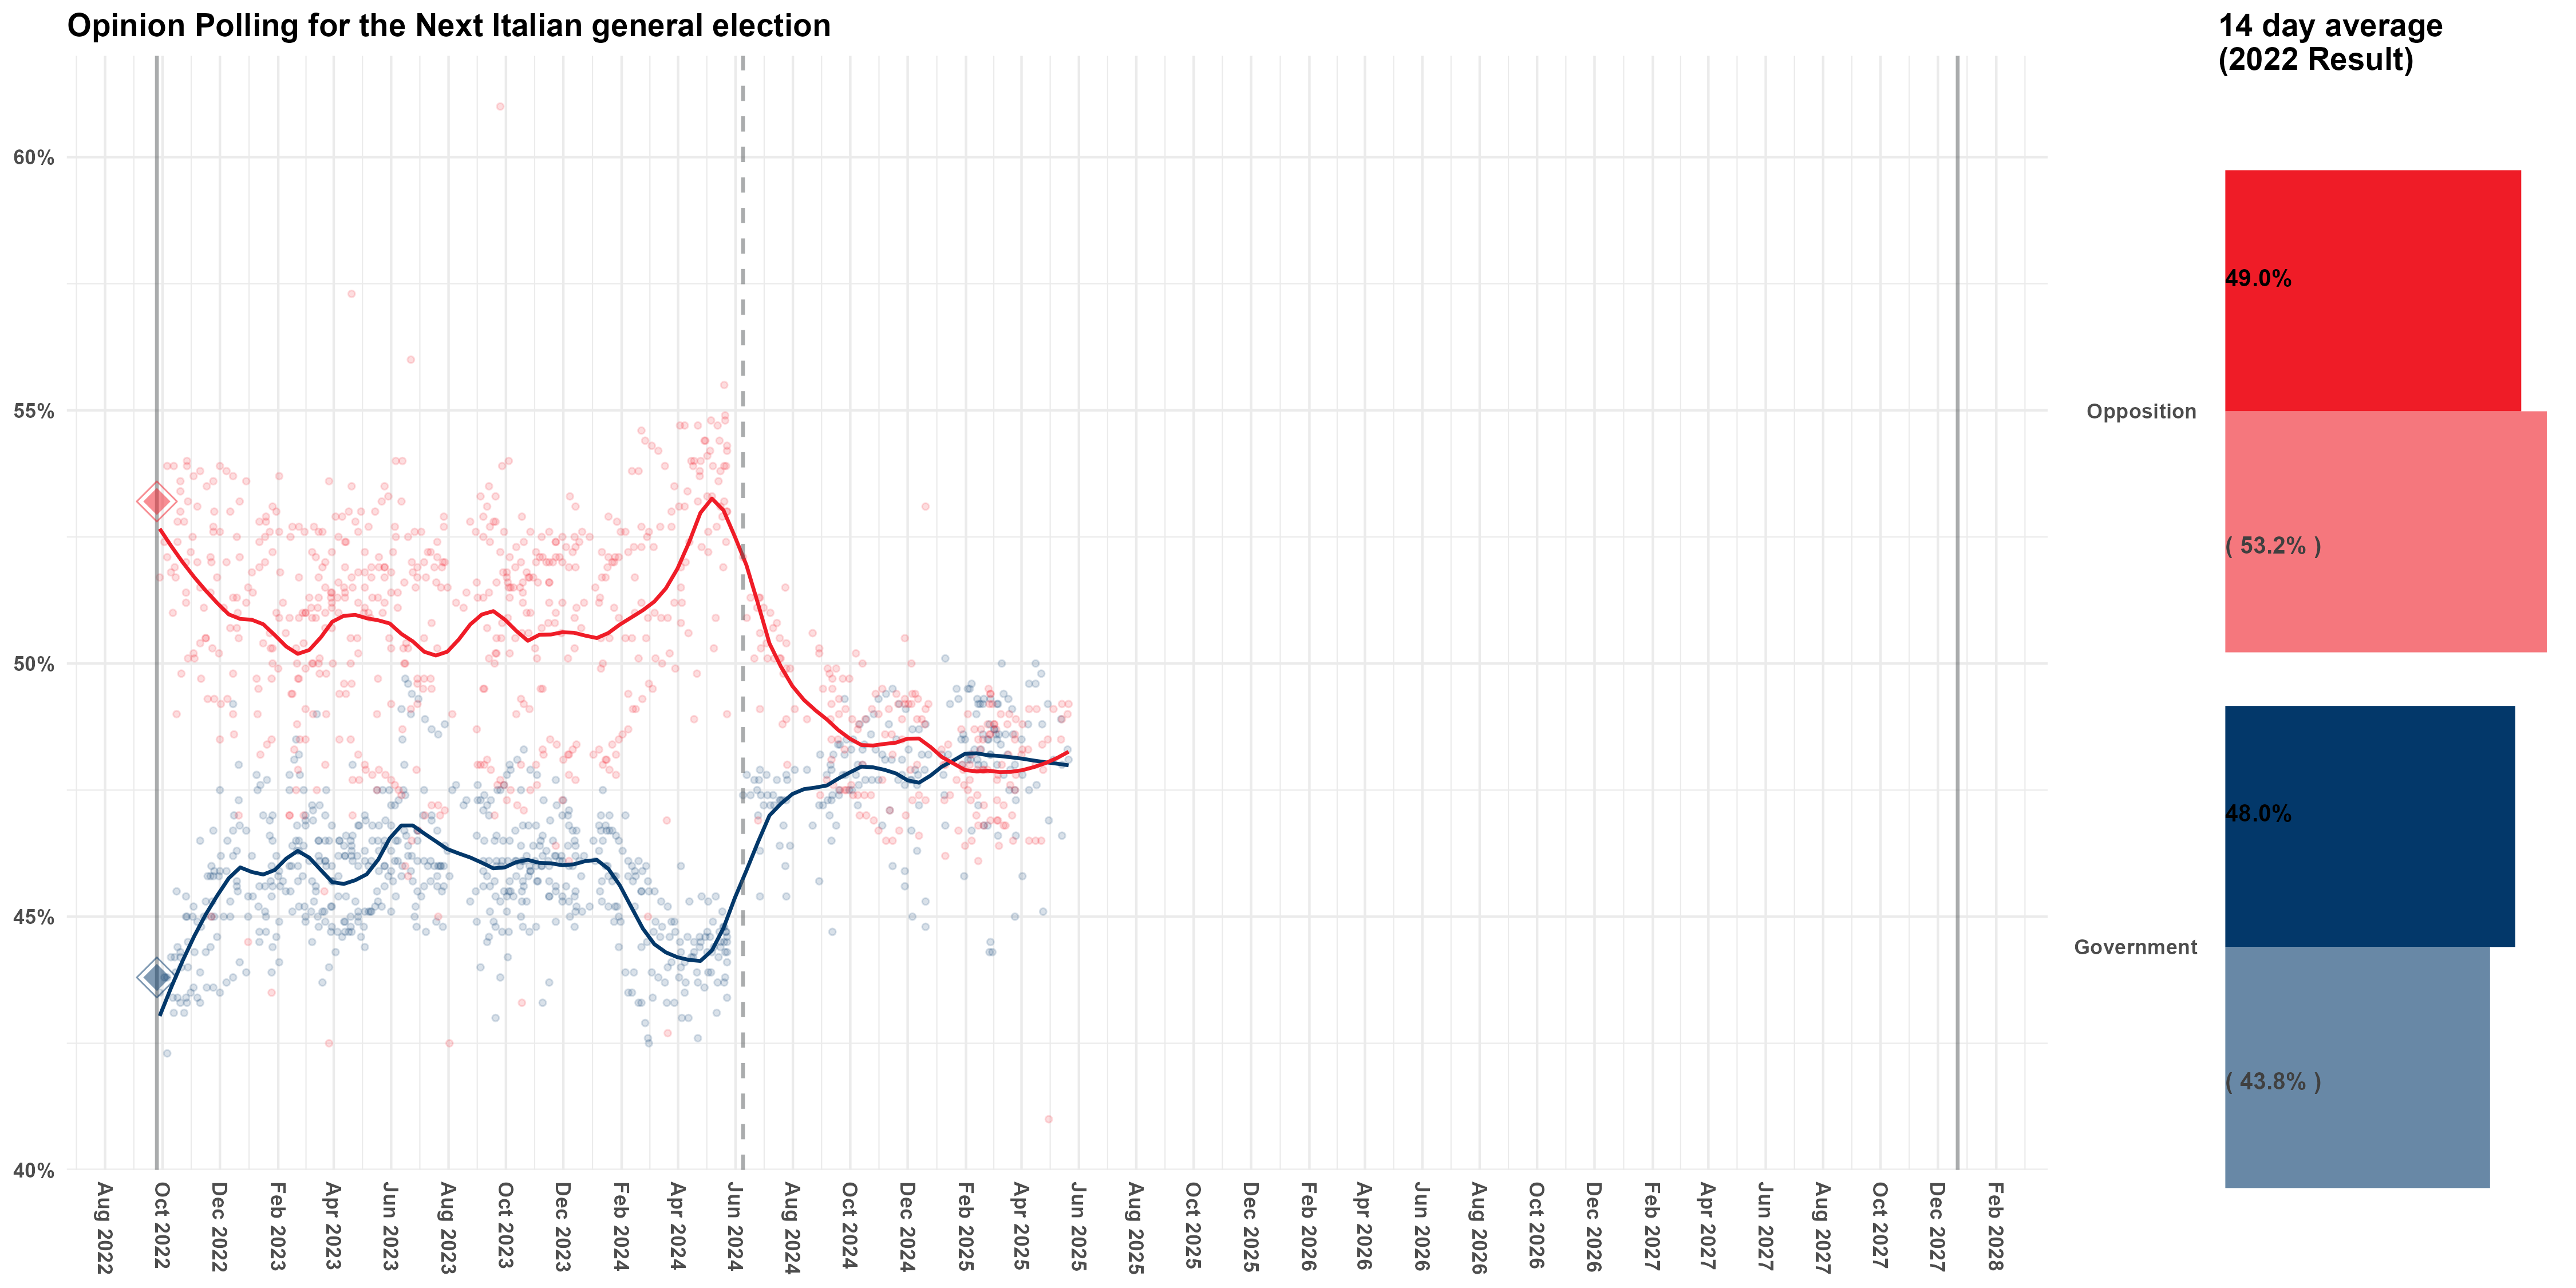 Opinion Polling for the Next Italian general election
14 day average
(2022 Result)
60%
55%
50%
45%
40%
Opposition
Government
49.0%
( 53.2% )
48.0%
( 43.8% )
Aug 2022
Oct 2022
Dec 2022
Feb 2023
Apr 2023
Jun 2023
Aug 2023
Oct 2023
Dec 2023
Feb 2024
Apr 2024
Jun 2024
Aug 2024
Oct 2024
Dec 2024
Feb 2025
Apr 2025
Jun 2025
Aug 2025
Oct 2025
Dec 2025
Feb 2026
Apr 2026
Jun 2026
Aug 2026
Oct 2026
Dec 2026
Feb 2027
Apr 2027
Jun 2027
Aug 2027
Oct 2027
Dec 2027
Feb 2028